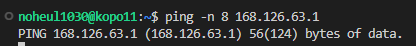 noheul1030@kopo11:~$ ping -n 8 168.126.63.1
PING 168.126.63.1 (168.126.63.1) 56(124) bytes of data.